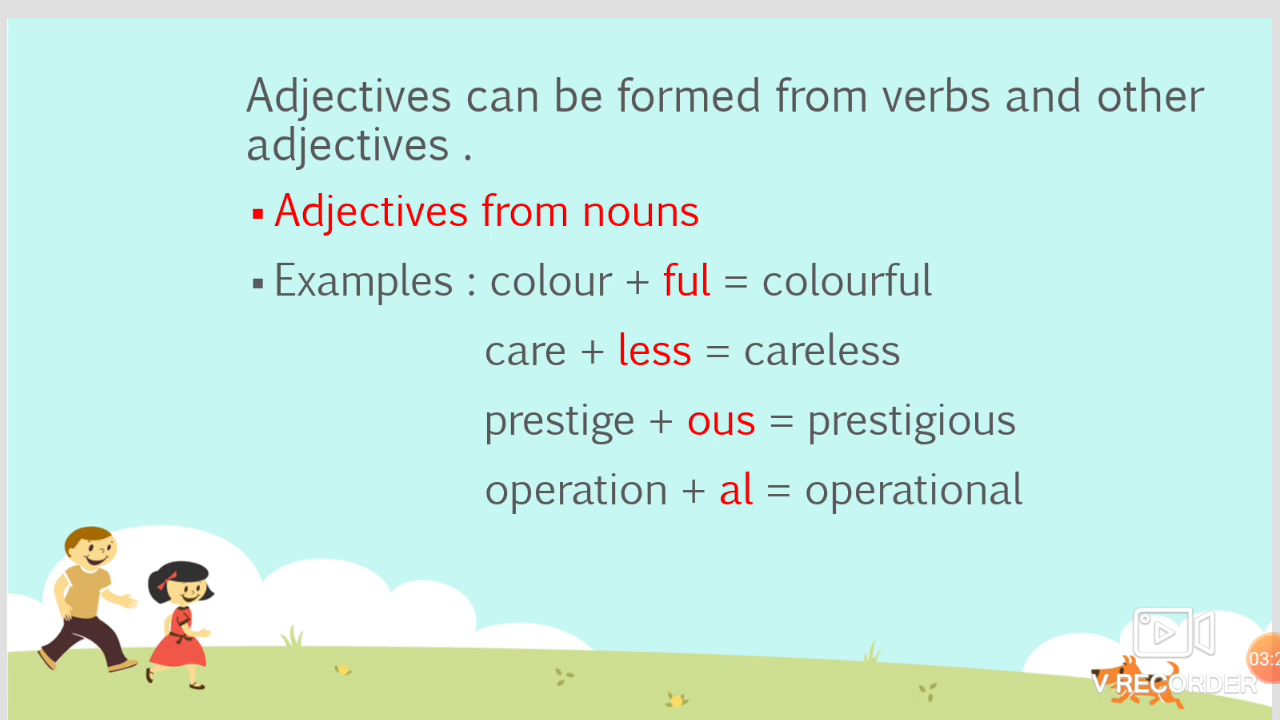 Adjectives can be formed from verbs and other
adjectives .
▪ Adjectives from nouns
▪ Examples : colour + ful = colourful
care + less = careless
prestige + ous = prestigious
operation + al = operational
V RECORDER